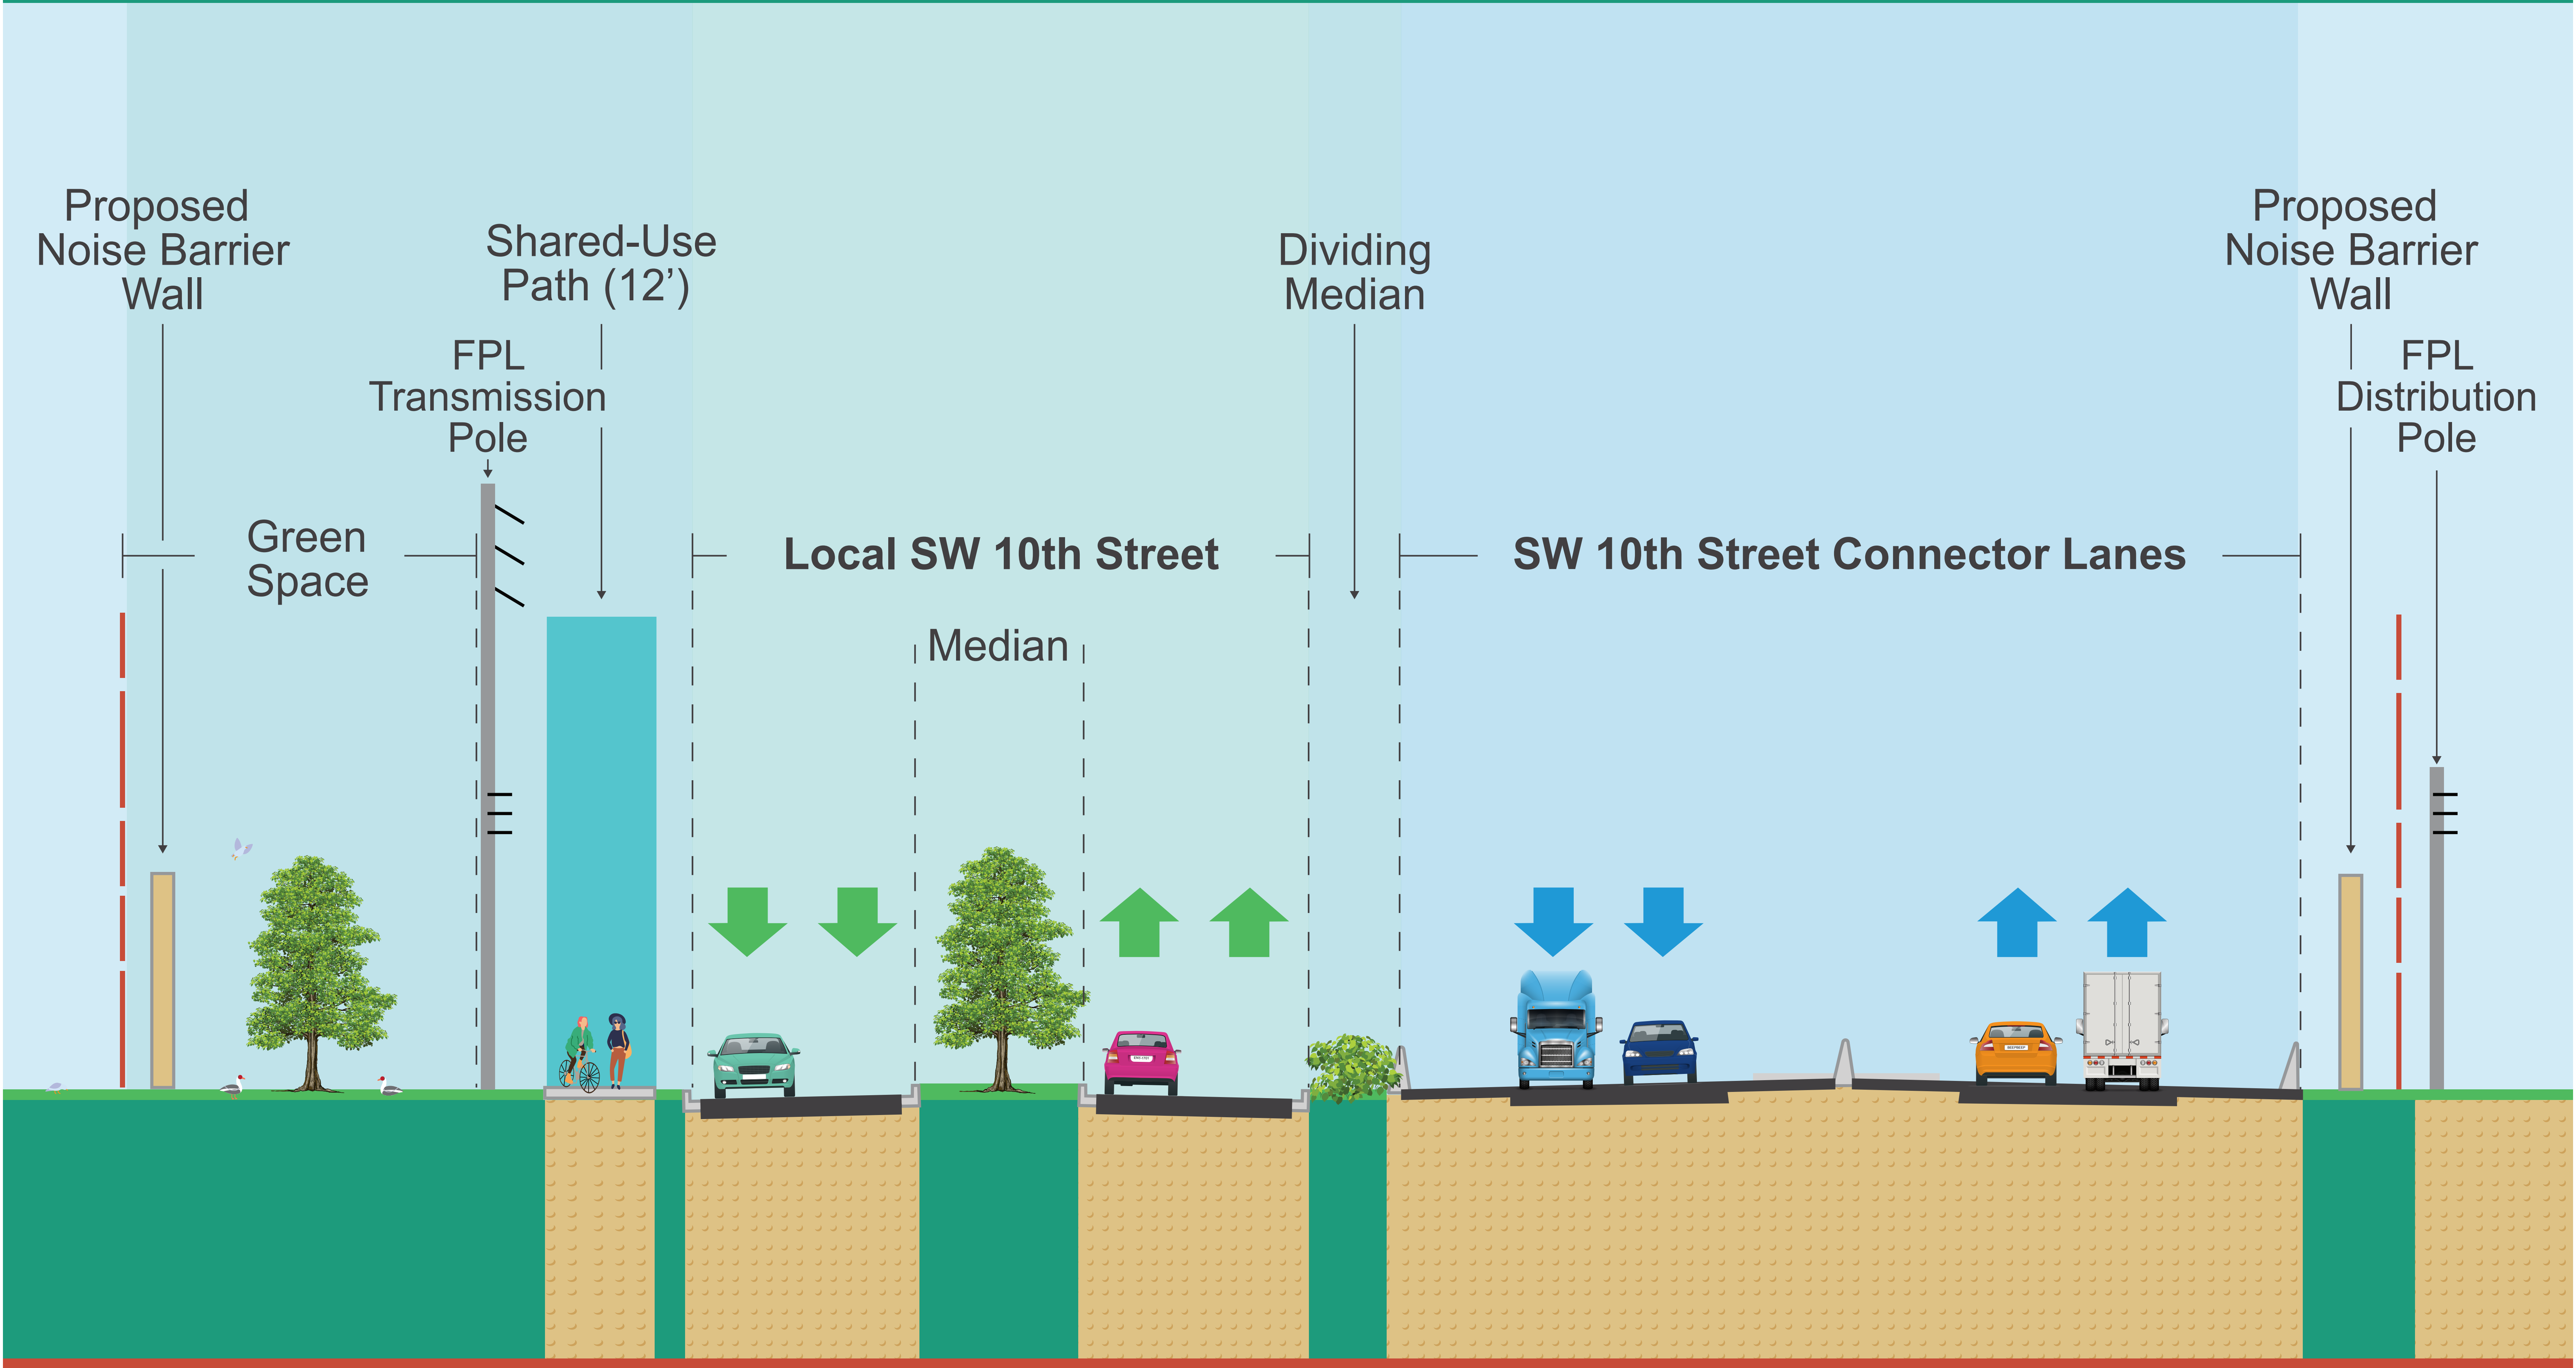 Proposed
Noise Barrier
Wall
Shared-Use
Path (12’)
FPL
Transmission
Pole
Green
Space
Local SW 10th Street
Median
Dividing
Median
SW 10th Street Connector Lanes
Proposed
Noise Barrier
Wall
FPL
Distribution
Pole